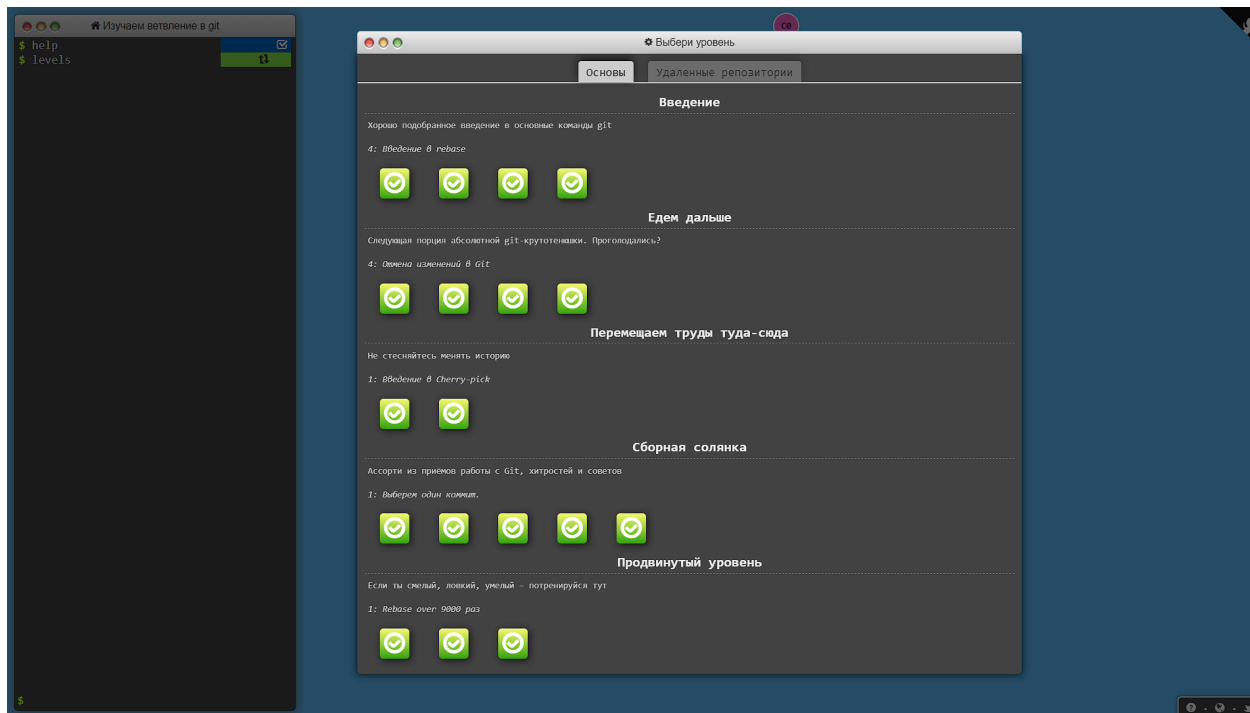 Изучаем ветвление в git
$ help
$ levels
$
C0
Выбери уровень
Основы
Удаленные репозитории
Введение
Хорошо подобранное введение в основные команды git
4: Введение в rebase
Едем дальше
Следующая порция абсолютной git-крутотенюшки. Проголодались?
4: Отмена изменений в Git
Перемещаем труды туда-сюда
Не стесняйтесь менять историю
1: Введение в Cherry-pick
Сборная солянка
Ассорти из приёмов работы с Git, хитростей и советов
1: Выберем один коммит.
Продвинутый уровень
Если ты смелый, ловкий, умелый – потренируйся тут
1: Rebase over 9000 раз